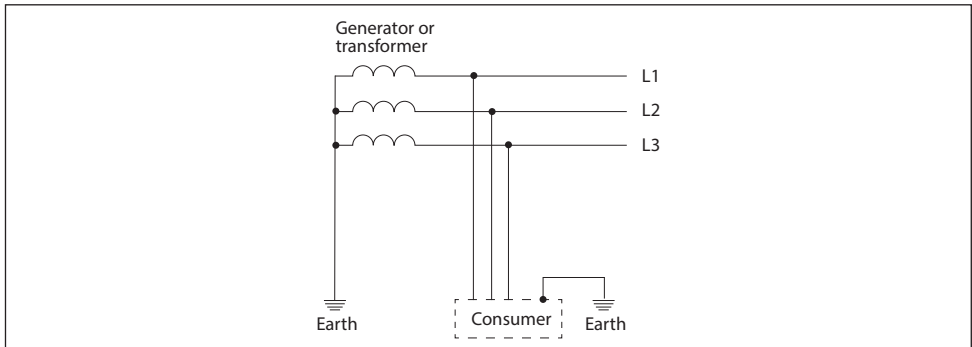 Generator or
transformer
L1
L2
L3
Earth
Consumer
Earth